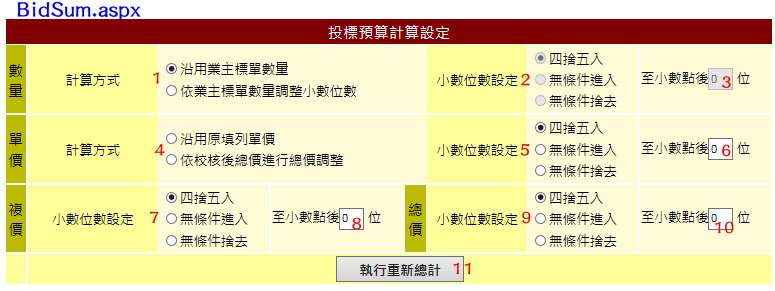 BidSum.aspx
投標預算計算設定
數量 計算方式 1 沿用業主標單數量 小數位數設定 2 四捨五入 至小數點後 0 3 位
依業主標單數量調整小數位數 無條件進入
無條件捨去
單價 計算方式 4 沿用原填列單價 小數位數設定 5 四捨五入 至小數點後 0 6 位
依校核後總價進行總價調整 無條件進入
無條件捨去
複價 小數位數設定 7 四捨五入 至小數點後 0 8 位 總價 小數位數設定 9 四捨五入 至小數點後 0 10 位
無條件進入 無條件進入
無條件捨去 無條件捨去
執行重新總計 11